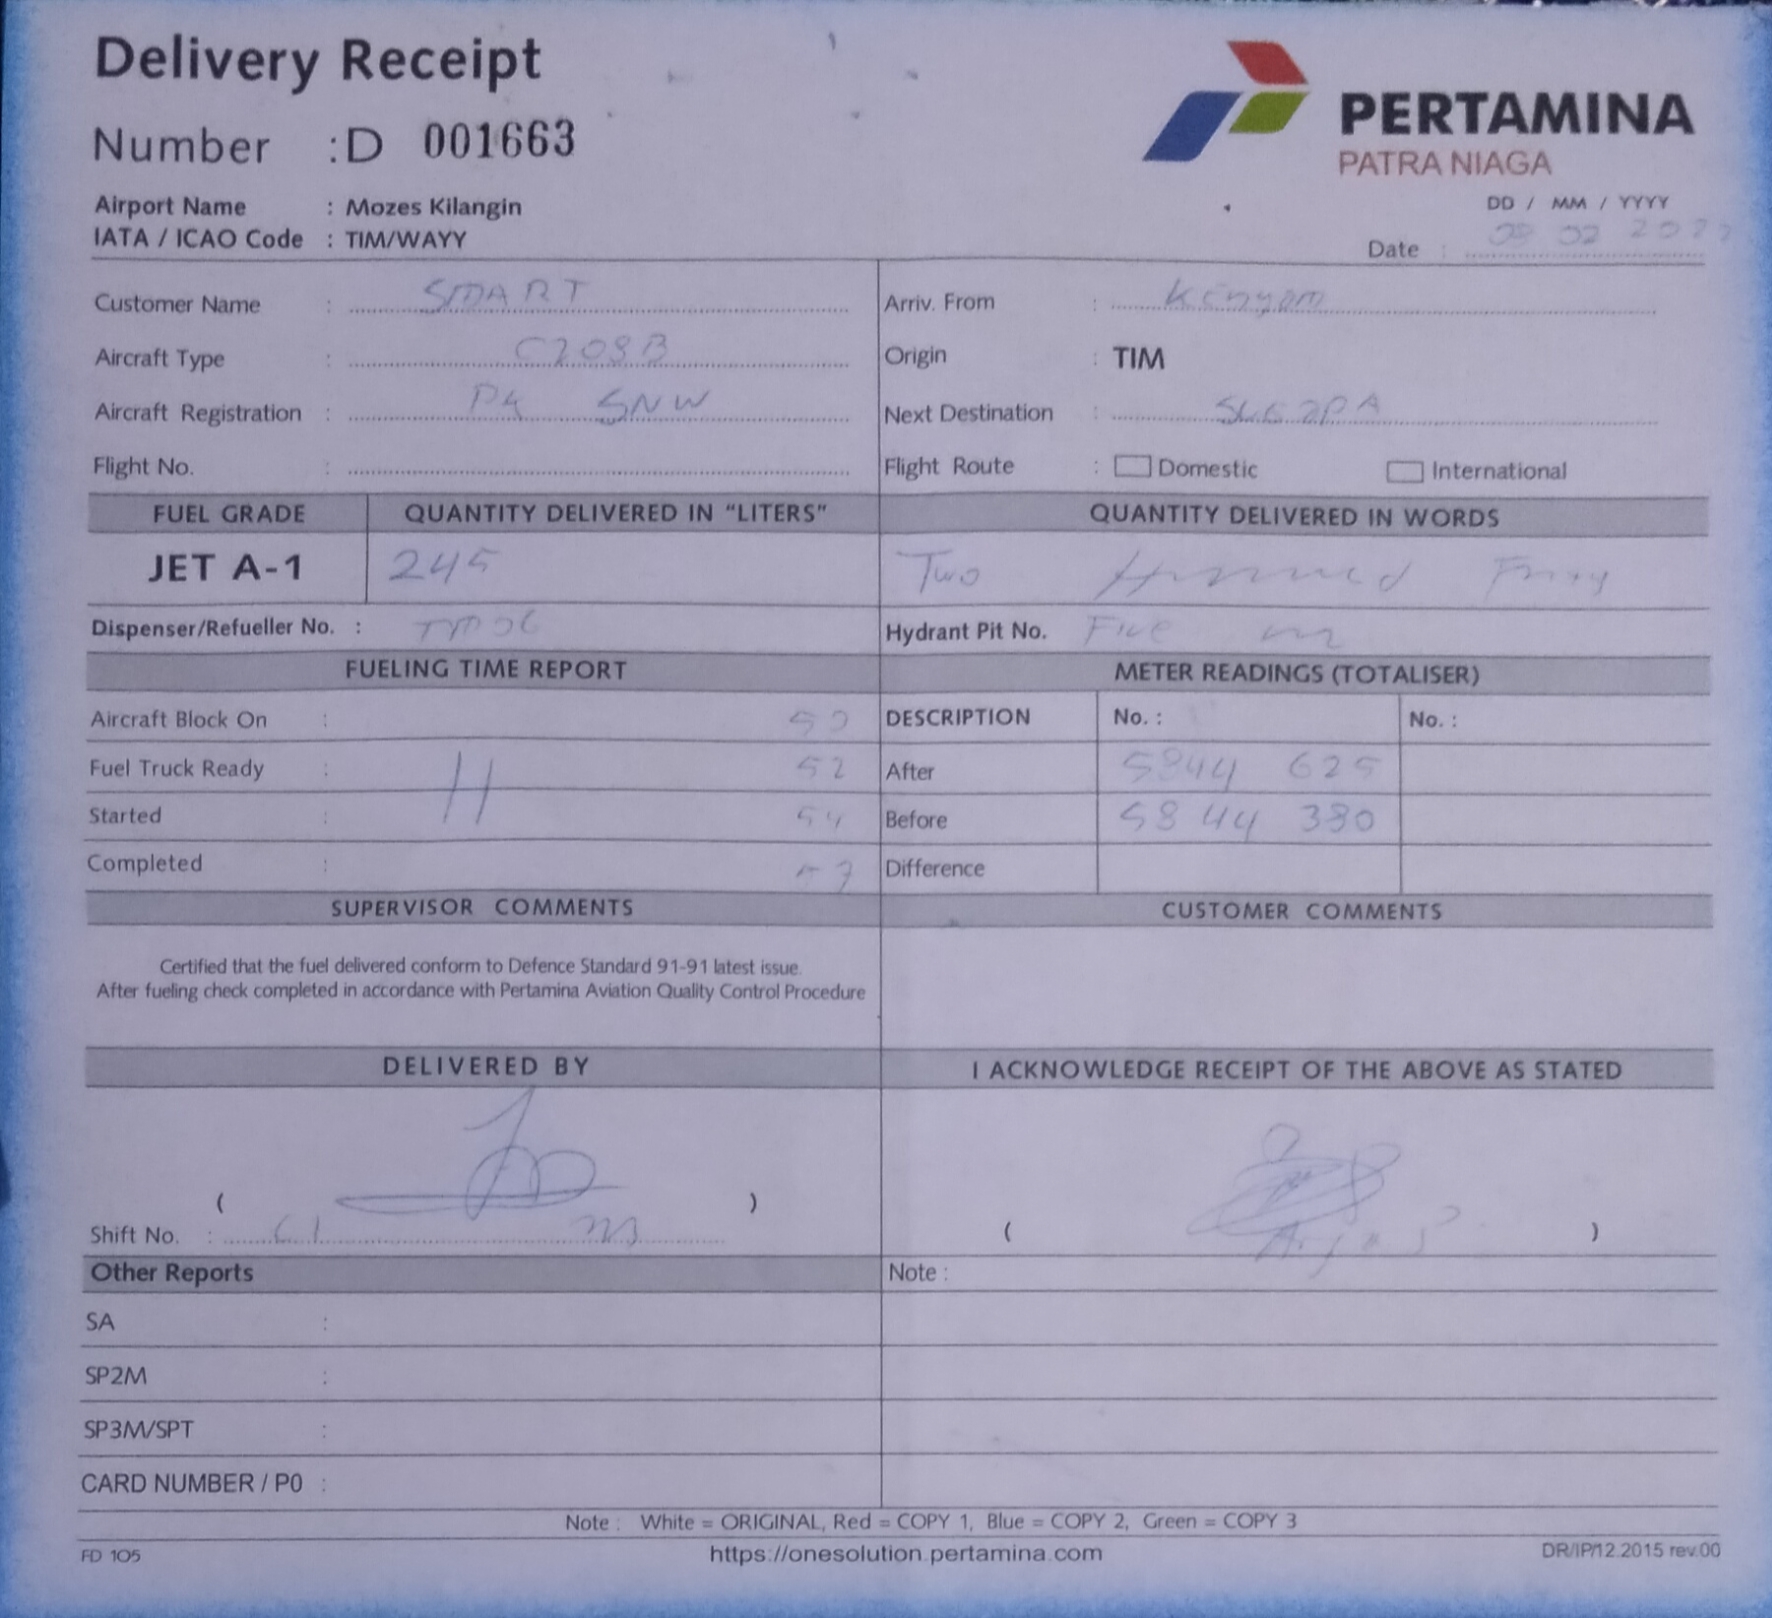 Delivery Receipt
Number : D 001663
PERTAMINA
PATRA NIAGA
Airport Name : Mozes Kilangin
IATA / ICAO Code : TIM/WAYY
DD / MM / YYYY
Date : 02
Customer Name : SMART
Arriv. From : Kenyam
Aircraft Type : C208B
Origin : TIM
Aircraft Registration : PK SNW
Next Destination :
Flight No. :
Flight Route : Domestic International
FUEL GRADE QUANTITY DELIVERED IN "LITERS" QUANTITY DELIVERED IN WORDS
JET A-1 245 Two Hundred Forty
Dispenser/Refueller No. :
Hydrant Pit No. Five
FUELING TIME REPORT METER READINGS (TOTALISER)
Aircraft Block On : 50 DESCRIPTION No. : No. :
Fuel Truck Ready : 52 After 5844 625
Started : 54 Before 5844 380
Completed : Difference
SUPERVISOR COMMENTS CUSTOMER COMMENTS
Certified that the fuel delivered conform to Defence Standard 91-91 latest issue.
After fueling check completed in accordance with Pertamina Aviation Quality Control Procedure
DELIVERED BY I ACKNOWLEDGE RECEIPT OF THE ABOVE AS STATED
( )
Shift No. :
( )
Other Reports Note :
SA :
SP2M :
SP3M/SPT :
CARD NUMBER / P0 :
Note : White = ORIGINAL, Red = COPY 1, Blue = COPY 2, Green = COPY 3
FD 105 https://onesolution.pertamina.com DR/IP/12.2015 rev.00